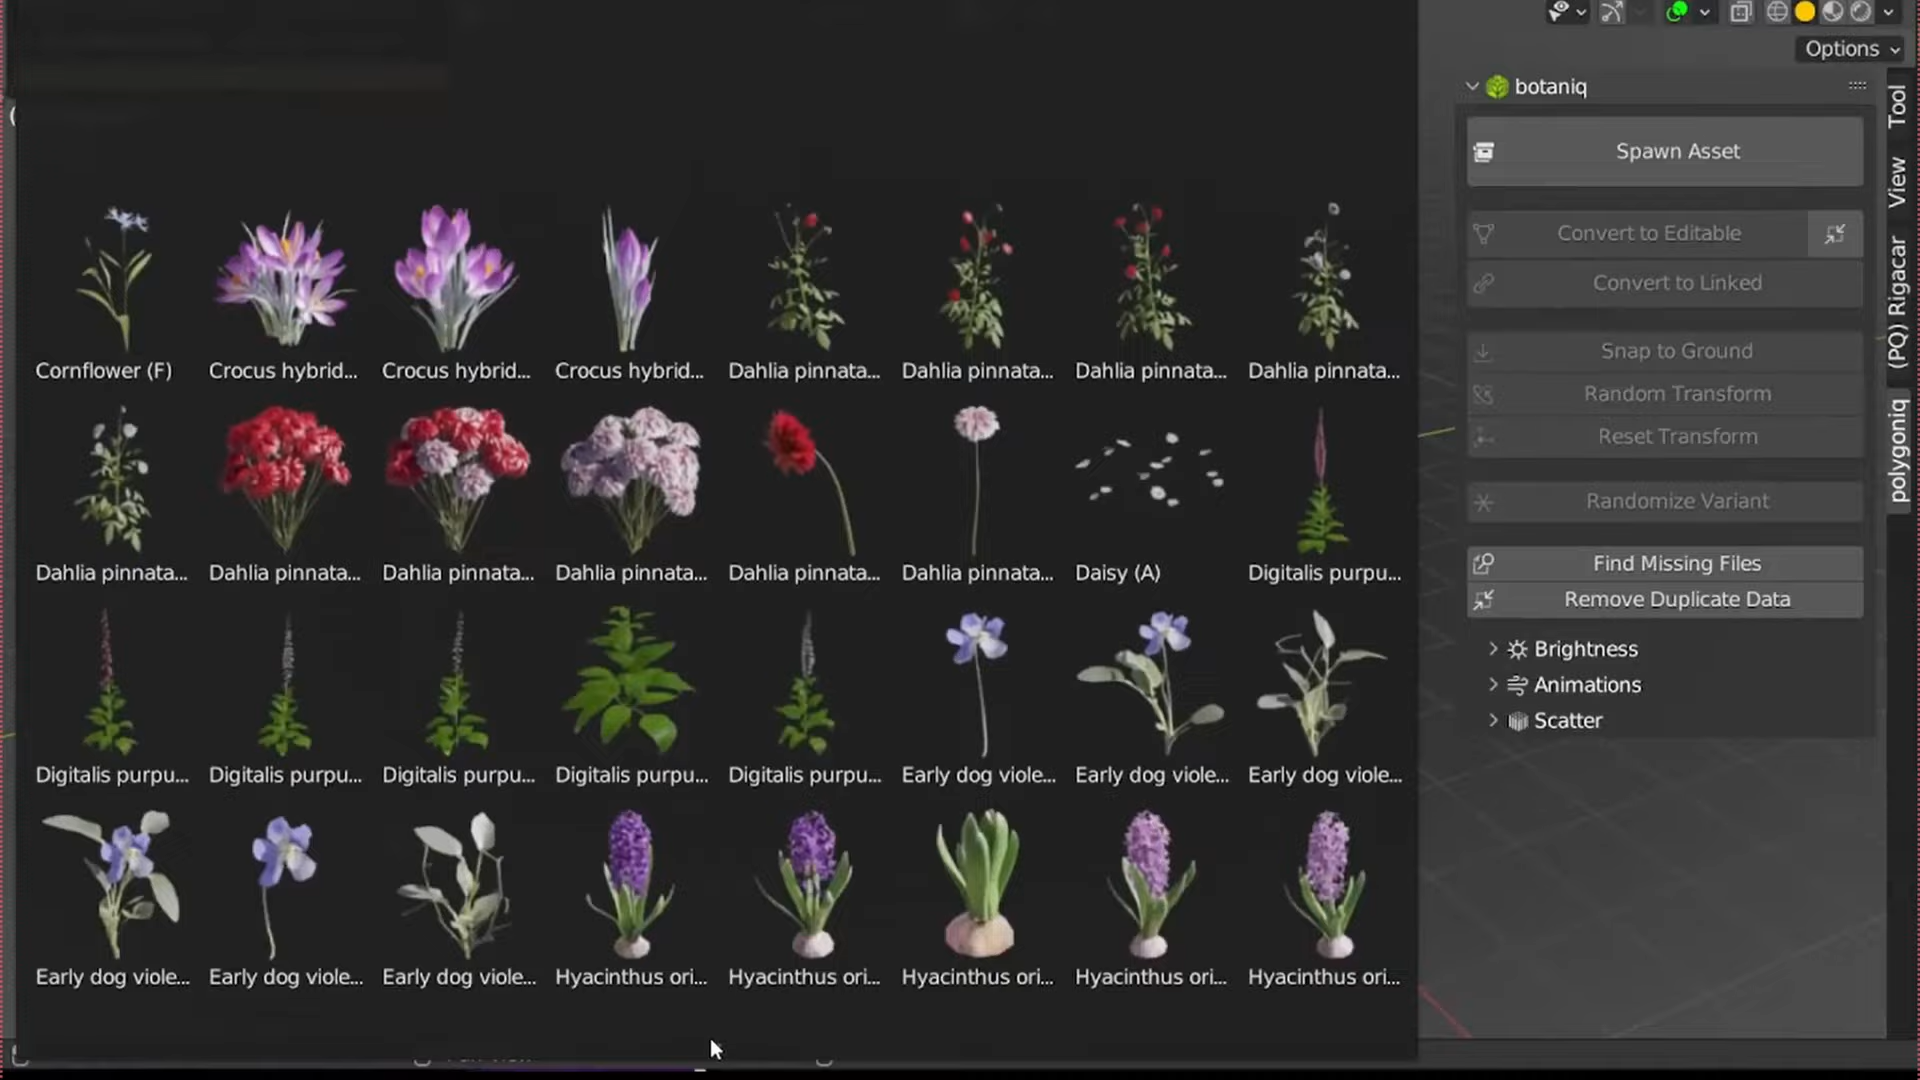 Options
botaniq
Spawn Asset
Convert to Editable
Convert to Linked
Snap to Ground
Random Transform
Reset Transform
Randomize Variant
Find Missing Files
Remove Duplicate Data
Brightness
Animations
Scatter
Tool
View
(PQ) Rigacar
polygoniq
Cornflower (F) Crocus hybrid... Crocus hybrid... Crocus hybrid... Dahlia pinnata... Dahlia pinnata... Dahlia pinnata... Dahlia pinnata...
Dahlia pinnata... Dahlia pinnata... Dahlia pinnata... Dahlia pinnata... Dahlia pinnata... Dahlia pinnata... Daisy (A) Digitalis purpu...
Digitalis purpu... Digitalis purpu... Digitalis purpu... Digitalis purpu... Digitalis purpu... Early dog viole... Early dog viole... Early dog viole...
Early dog viole... Early dog viole... Early dog viole... Hyacinthus ori... Hyacinthus ori... Hyacinthus ori... Hyacinthus ori... Hyacinthus ori...